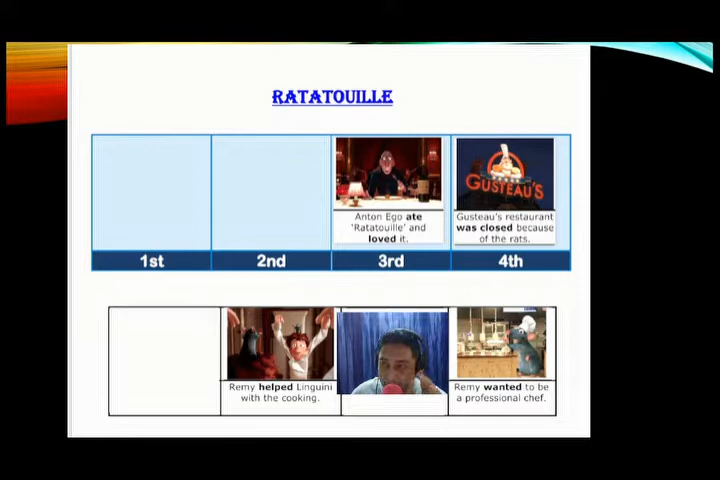 RATATOUILLE
GUSTEAU'S
Anton Ego ate
'Ratatouille' and
loved it.
Gusteau's restaurant
was closed because
of the rats.
1st
2nd
3rd
4th
Remy helped Linguini
with the cooking.
Remy wanted to be
a professional chef.